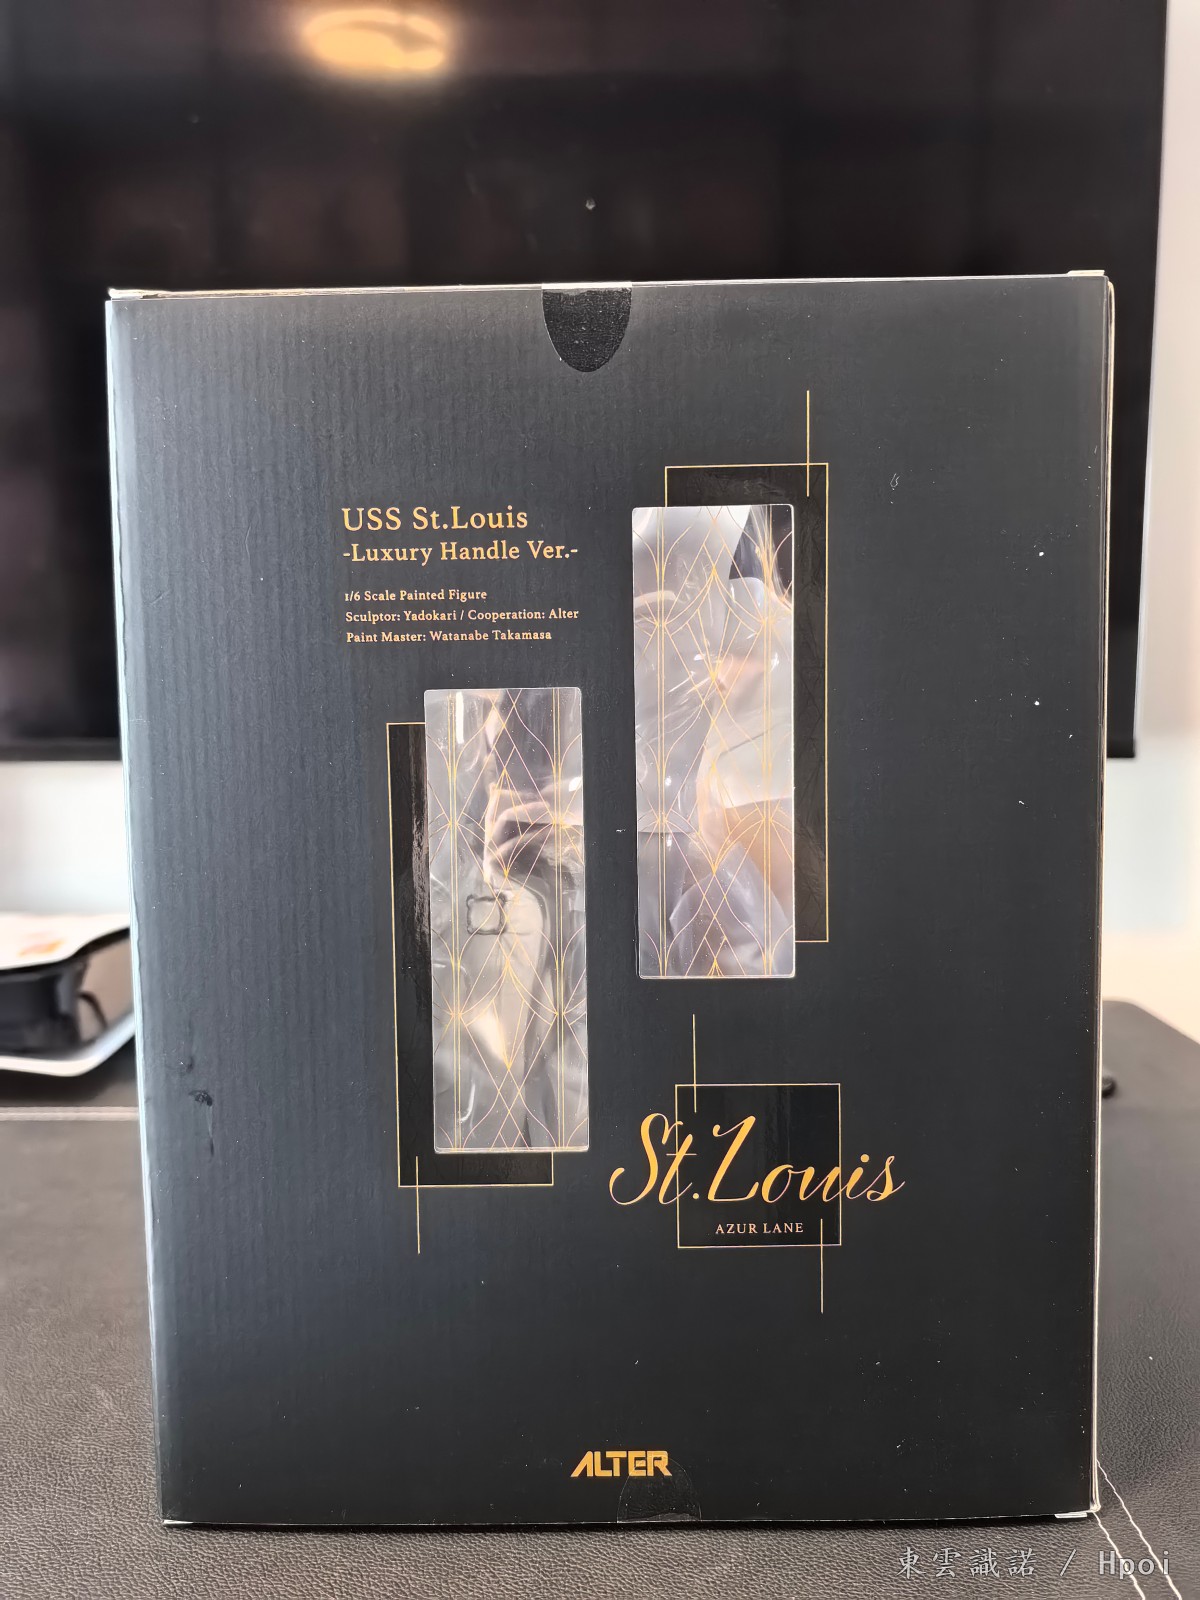 USS St.Louis
-Luxury Handle Ver.-
1/6 Scale Painted Figure
Sculptor: Yadokari / Cooperation: Alter
Paint Master: Watanabe Takamasa
St.Louis
AZUR LANE
ALTER
東雲識諾 / Hpoi